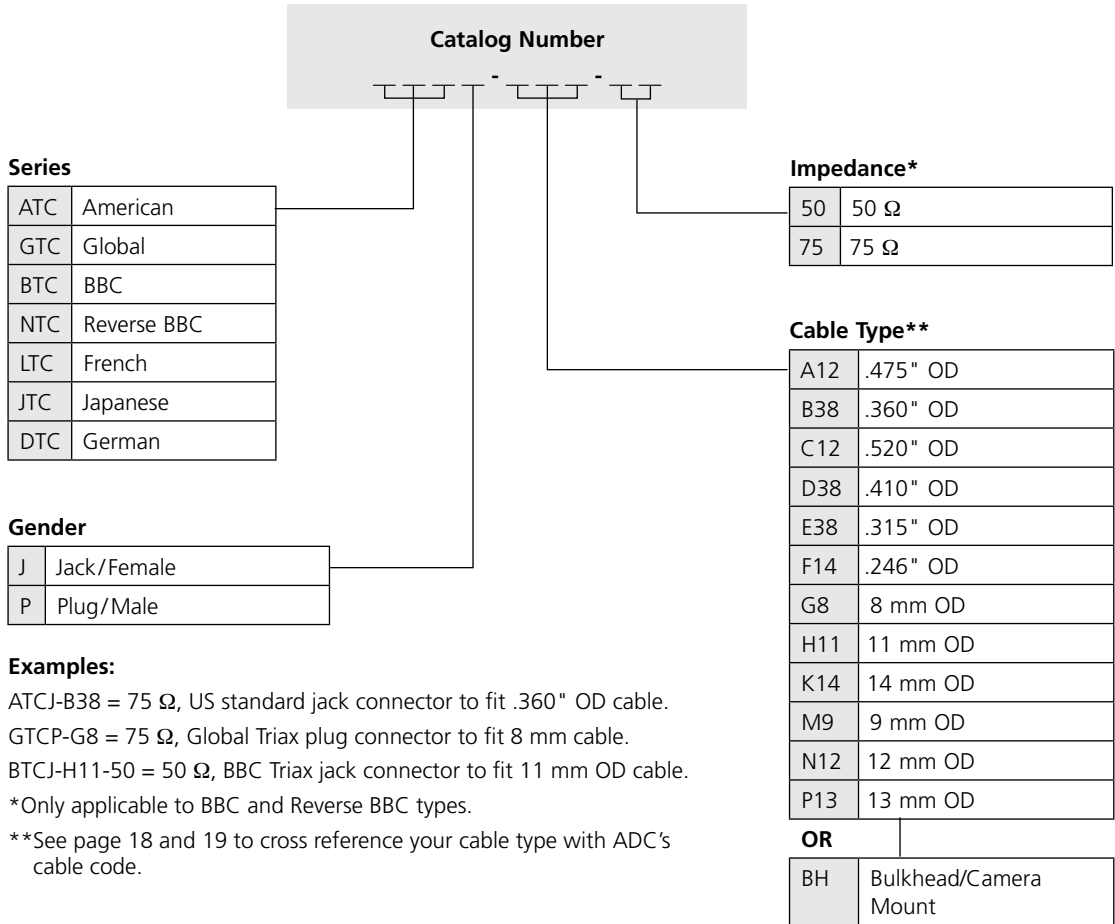 Catalog Number
- -
Series
ATC American
GTC Global
BTC BBC
NTC Reverse BBC
LTC French
JTC Japanese
DTC German
Gender
J Jack/Female
P Plug/Male
Examples:
ATCJ-B38 = 75 Ω, US standard jack connector to fit .360" OD cable.
GTCP-G8 = 75 Ω, Global Triax plug connector to fit 8 mm cable.
BTCJ-H11-50 = 50 Ω, BBC Triax jack connector to fit 11 mm OD cable.
*Only applicable to BBC and Reverse BBC types.
**See page 18 and 19 to cross reference your cable type with ADC's
cable code.
Impedance*
50 50 Ω
75 75 Ω
Cable Type**
A12 .475" OD
B38 .360" OD
C12 .520" OD
D38 .410" OD
E38 .315" OD
F14 .246" OD
G8 8 mm OD
H11 11 mm OD
K14 14 mm OD
M9 9 mm OD
N12 12 mm OD
P13 13 mm OD
OR
BH Bulkhead/Camera
Mount